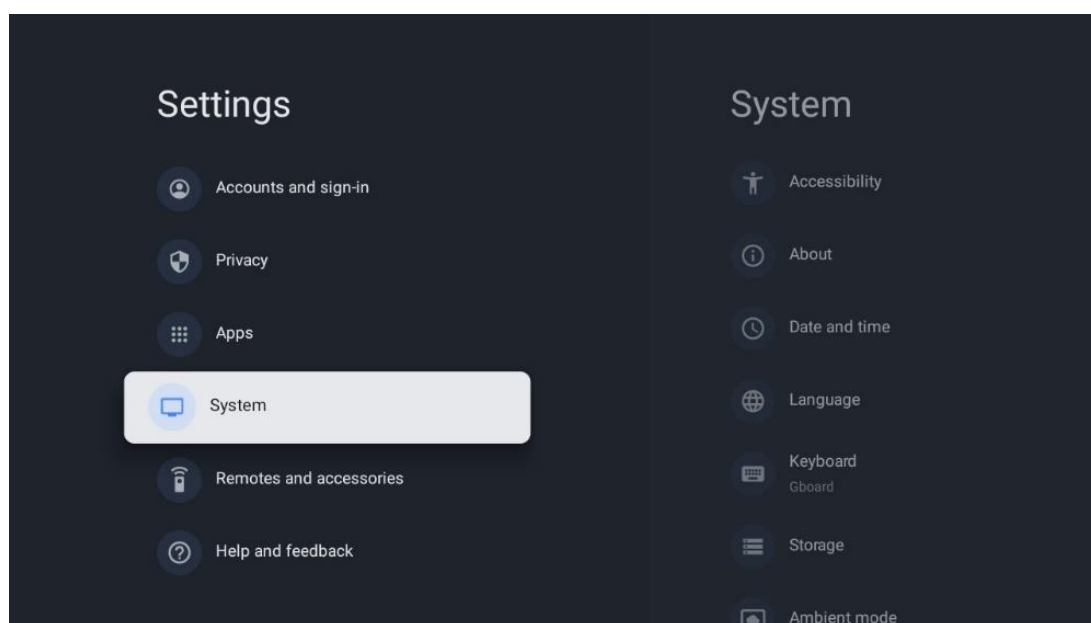 Settings
Accounts and sign-in
Privacy
Apps
System
Remotes and accessories
Help and feedback
System
Accessibility
About
Date and time
Language
Keyboard
Gboard
Storage
Ambient mode